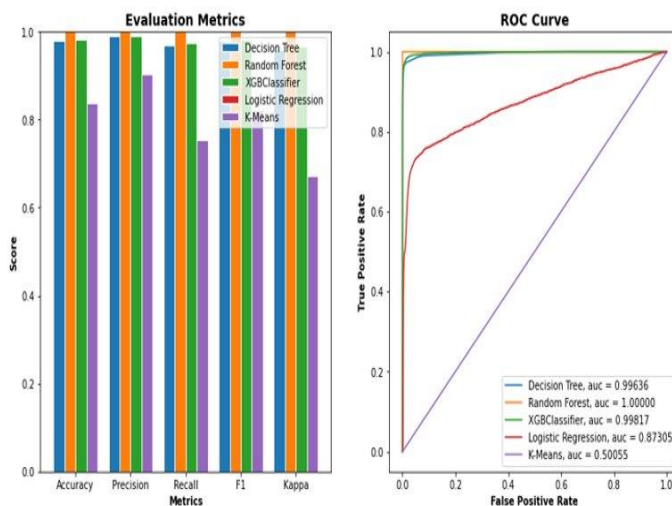 Evaluation Metrics
1.0
0.8
0.6
0.4
0.2
0.0
Score
Decision Tree
Random Forest
XGBClassifier
Logistic Regression
K-Means
Accuracy Precision Recall F1 Kappa
Metrics
ROC Curve
1.0
0.8
0.6
0.4
0.2
0.0
True Positive Rate
Decision Tree, auc = 0.99636
Random Forest, auc = 1.00000
XGBClassifier, auc = 0.99817
Logistic Regression, auc = 0.87305
K-Means, auc = 0.50055
0.0 0.2 0.4 0.6 0.8 1.0
False Positive Rate